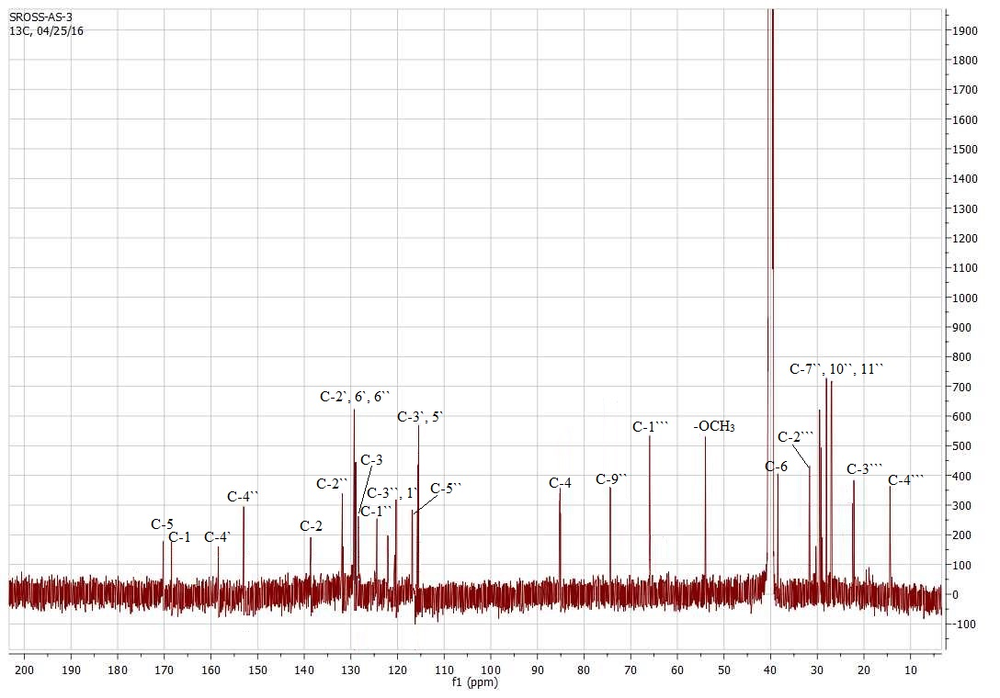 SROSS-AS-3
13C, 04/25/16
C-5
C-1
C-4`
C-4``
C-2
C-2``
C-2`, 6`, 6``
C-3
C-1``
C-3``, 1`
C-3`, 5`
C-5``
C-4
C-9``
C-1```
-OCH3
C-6
C-2```
C-7``, 10``, 11``
C-3```
C-4```
1900
1800
1700
1600
1500
1400
1300
1200
1100
1000
900
800
700
600
500
400
300
200
100
0
-100
200 190 180 170 160 150 140 130 120 110 100 90 80 70 60 50 40 30 20 10
f1 (ppm)